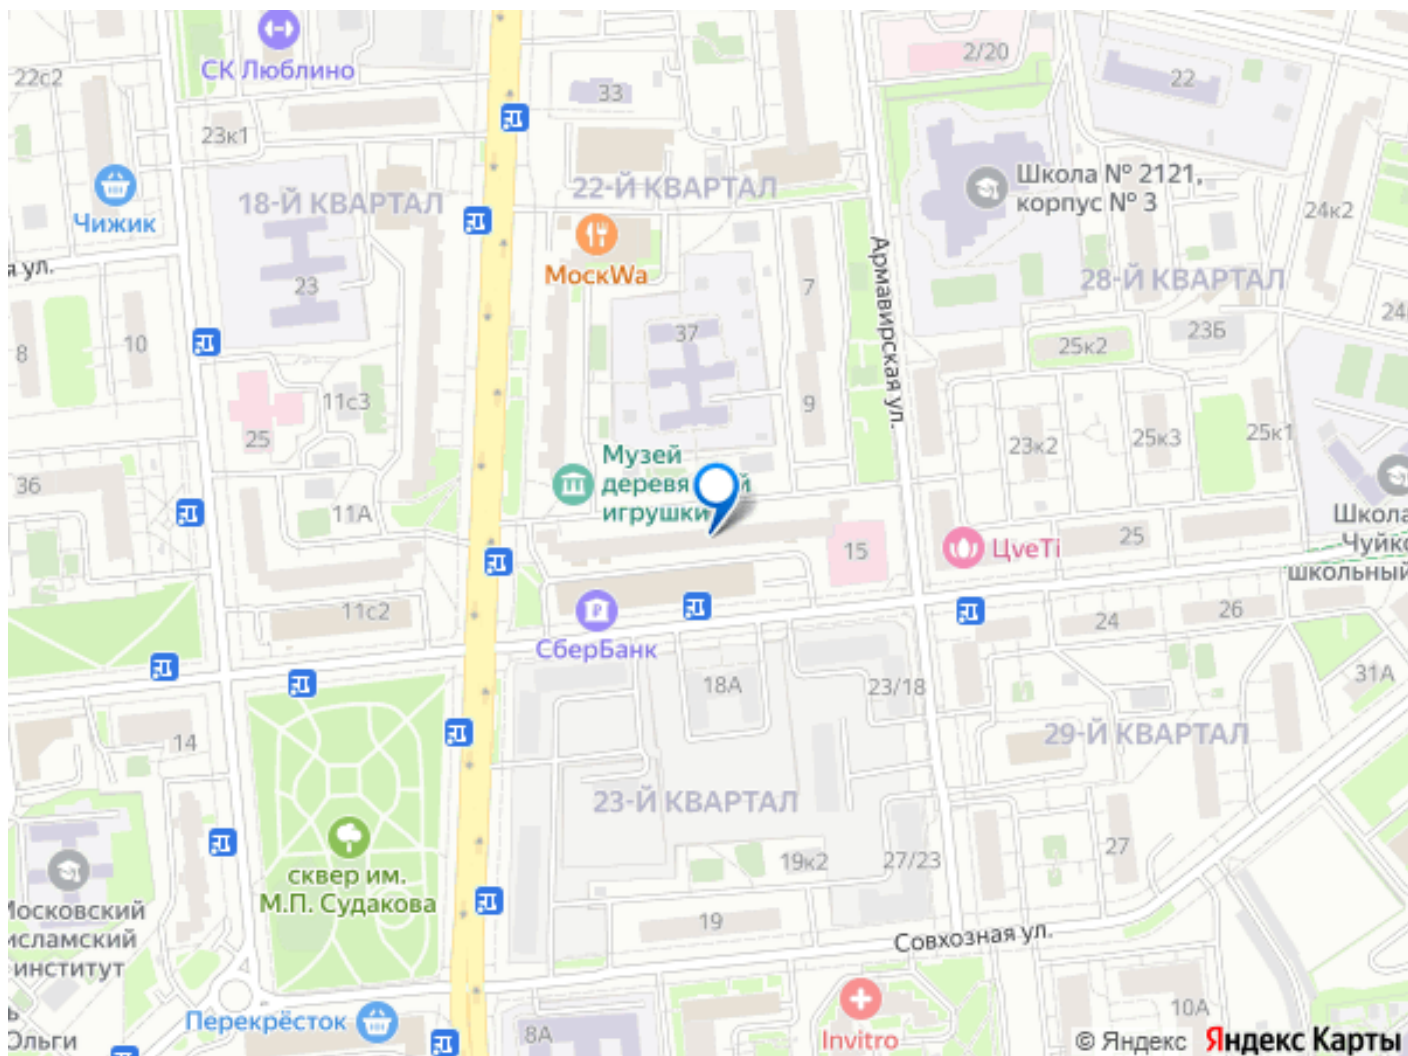 22с2
СК Люблино
33
2/20
22
23к1
Чижик
18-Й КВАРТАЛ
22-Й КВАРТАЛ
Школа № 2121,
корпус № 3
24к2
МоскWa
Армавирская ул.
28-Й КВАРТАЛ
я ул.
23
7
37
23Б
24
8
10
25к2
11с3
9
25
23к2
25к3
25к1
Музей
игрушки
36
11А
15
ЦveTi
25
Школа
школьный
11с2
СберБанк
24
26
18А
23/18
31А
14
29-Й КВАРТАЛ
23-Й КВАРТАЛ
сквер им.
М.П. Судакова
19к2
27/23
27
Московский
исламский
институт
19
Совхозная ул.
Перекрёсток
8А
Invitro
10А
Ольги
© Яндекс Яндекс Карты